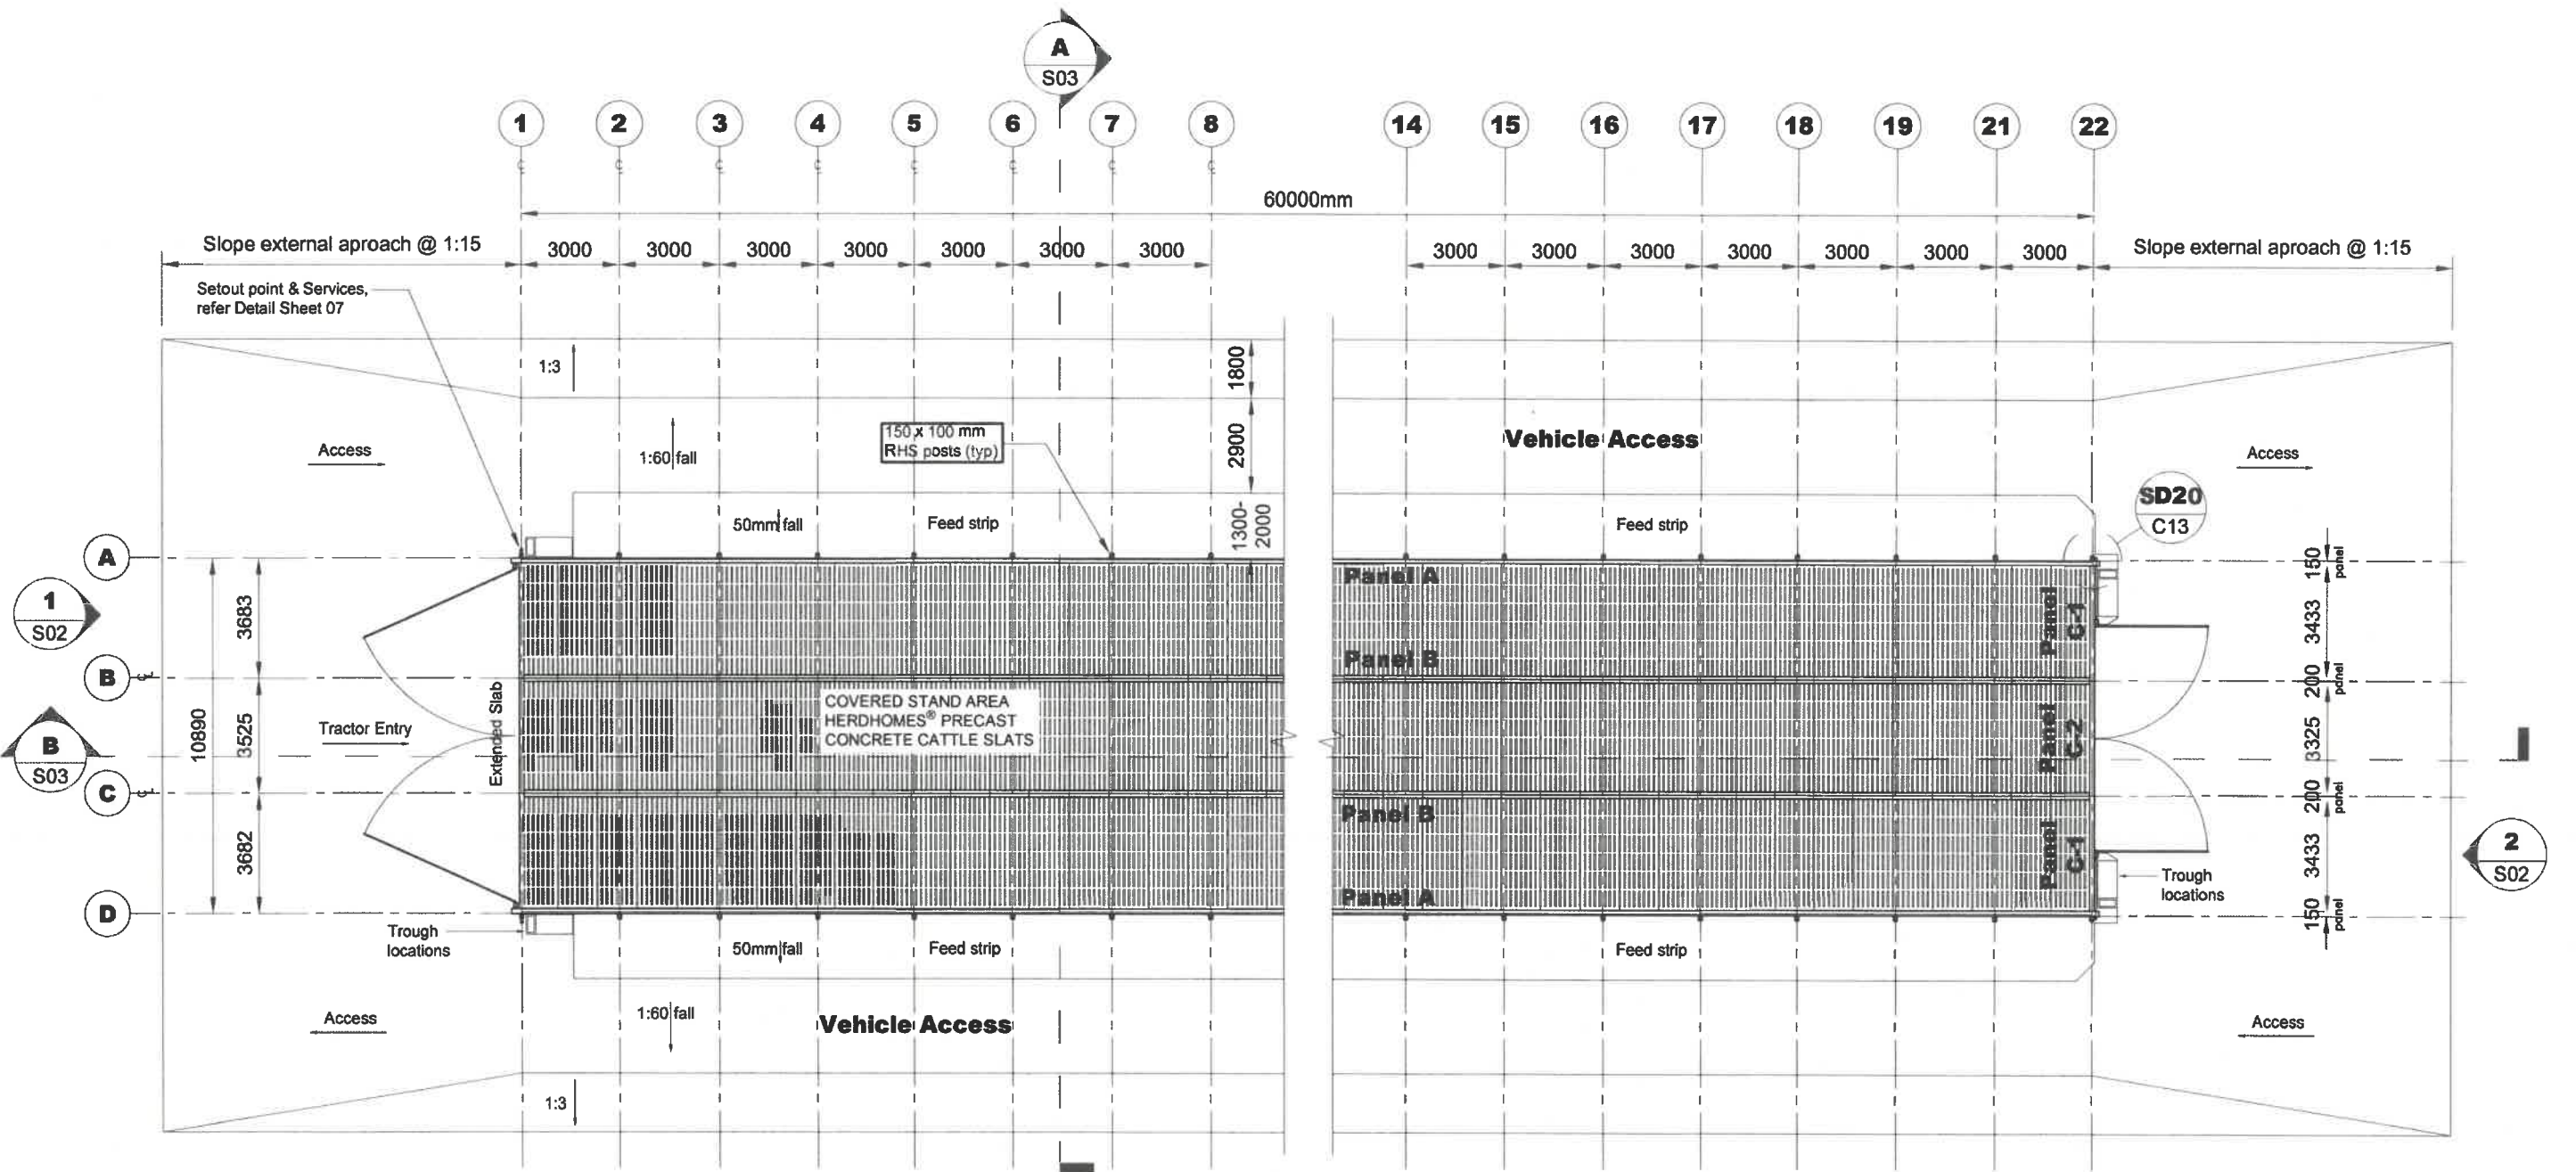 A
S03
1 2 3 4 5 6 7 8 14 15 16 17 18 19 21 22
60000mm
Slope external aproach @ 1:15
3000 3000 3000 3000 3000 3000 3000
3000 3000 3000 3000 3000 3000 3000
Slope external aproach @ 1:15
Setout point & Services,
refer Detail Sheet 07
1:3
1800
Access
1:60 fall
150 x 100 mm
RHS posts (typ)
2900
Vehicle Access
Access
50mm fall
Feed strip
1300-
2000
Feed strip
SD20
C13
A
1
S02
B
B
S03
C
D
10890
3683
3525
3682
Tractor Entry
Extended Slab
COVERED STAND AREA
HERDHOMES® PRECAST
CONCRETE CATTLE SLATS
Panel A
Panel B
Panel B
Panel A
Panel
C-1
Panel
C-2
Panel
C-1
150
panel
3433
200
panel
3325
200
panel
3433
150
panel
2
S02
Trough
locations
Trough
locations
50mm fall
Feed strip
Feed strip
Access
1:60 fall
Vehicle Access
Access
1:3